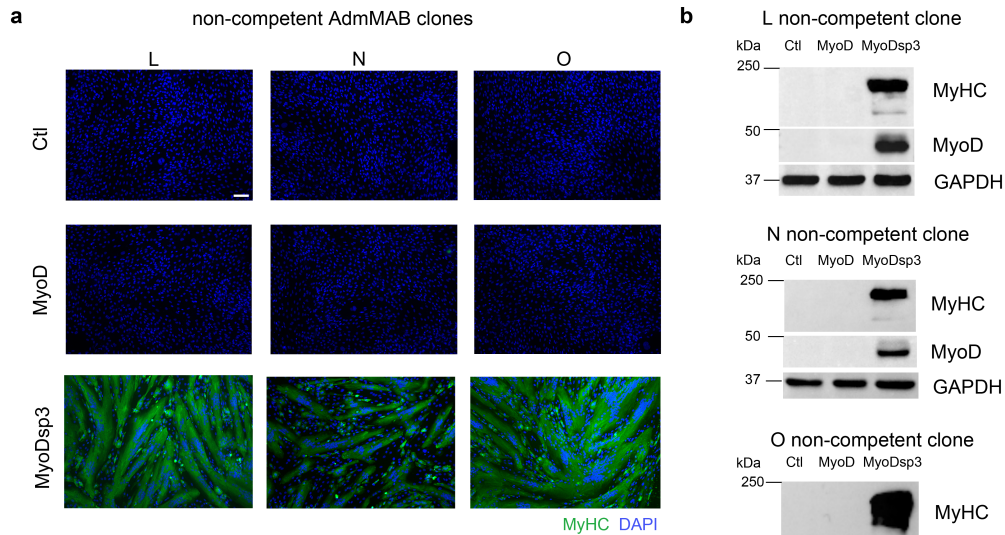 a
non-competent AdmMAB clones
L N O
Ctl
MyoD
MyoDsp3
MyHC DAPI
b
L non-competent clone
kDa Ctl MyoD MyoDsp3
250
MyHC
50
MyoD
37
GAPDH
N non-competent clone
kDa Ctl MyoD MyoDsp3
250
MyHC
50
MyoD
37
GAPDH
O non-competent clone
kDa Ctl MyoD MyoDsp3
250
MyHC